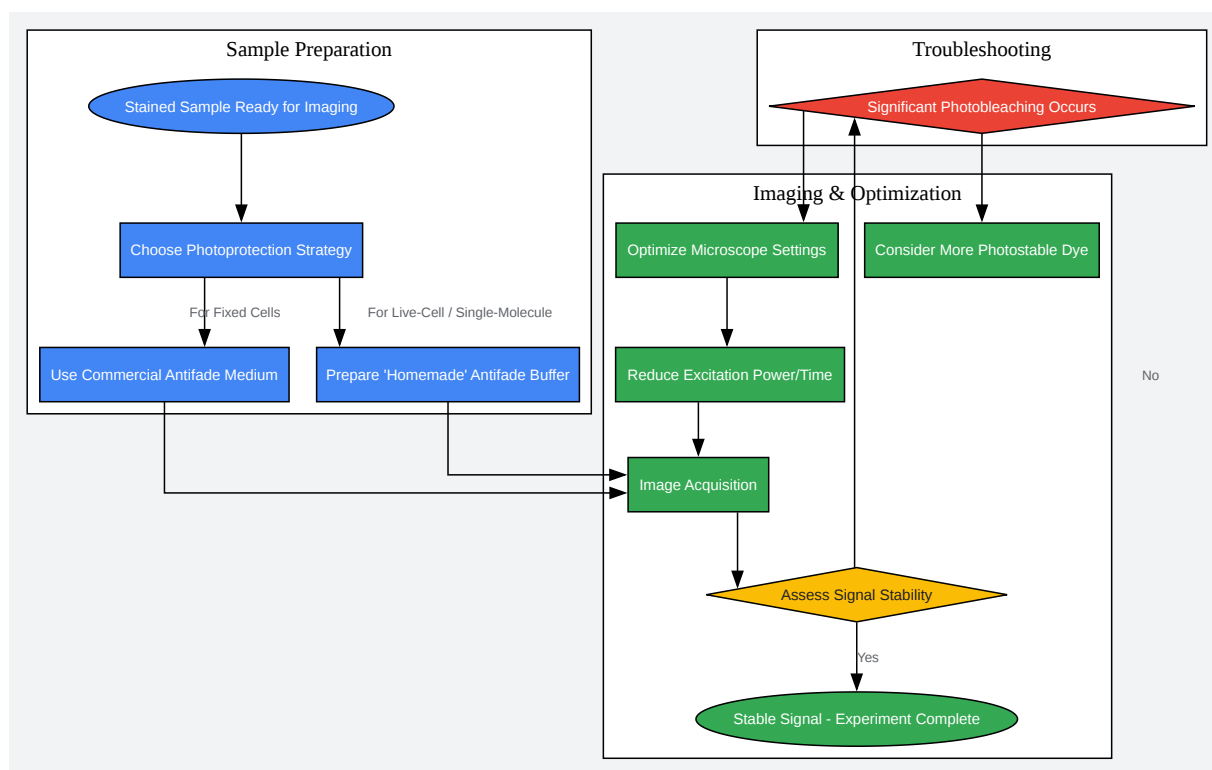 Sample Preparation
Stained Sample Ready for Imaging
Choose Photoprotection Strategy
For Fixed Cells
For Live-Cell / Single-Molecule
Use Commercial Antifade Medium
Prepare 'Homemade' Antifade Buffer
Troubleshooting
Significant Photobleaching Occurs
Imaging & Optimization
Optimize Microscope Settings
Consider More Photostable Dye
Reduce Excitation Power/Time
No
Image Acquisition
Assess Signal Stability
Yes
Stable Signal - Experiment Complete